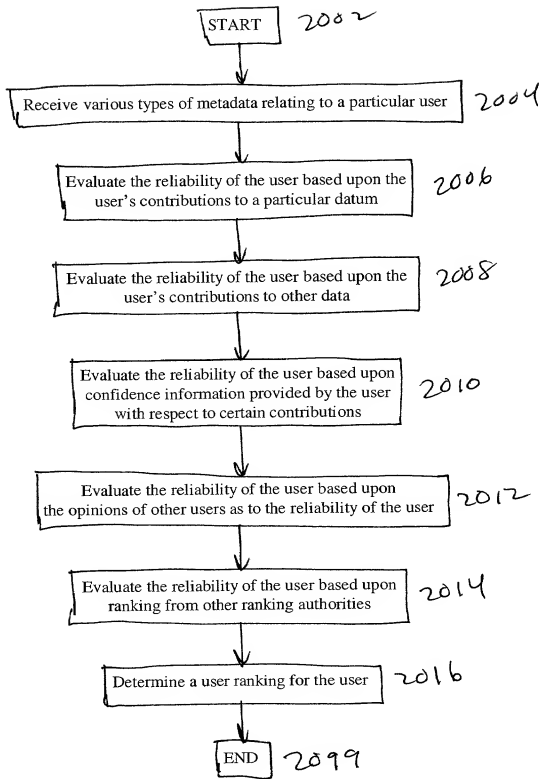 START 2002
Receive various types of metadata relating to a particular user 2004
Evaluate the reliability of the user based upon the
user's contributions to a particular datum
2006
Evaluate the reliability of the user based upon the
user's contributions to other data
2008
Evaluate the reliability of the user based upon
confidence information provided by the user
with respect to certain contributions
2010
Evaluate the reliability of the user based upon
the opinions of other users as to the reliability of the user
2012
Evaluate the reliability of the user based upon
ranking from other ranking authorities
2014
Determine a user ranking for the user 2016
END 2099